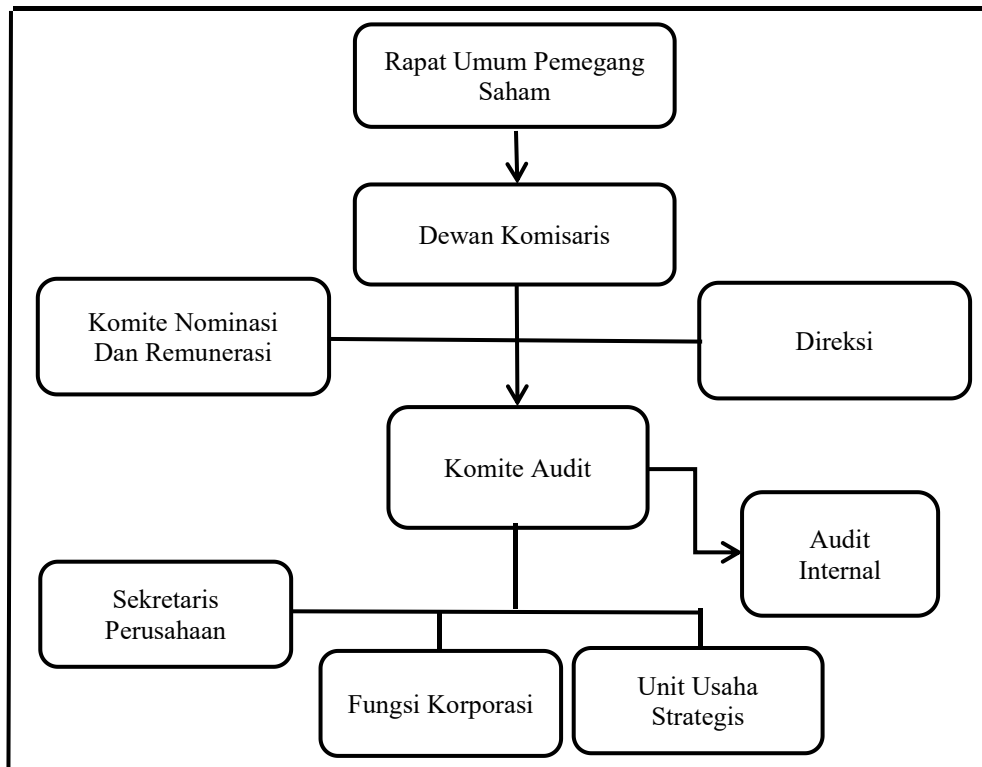 Rapat Umum Pemegang
Saham
Dewan Komisaris
Komite Nominasi
Dan Remunerasi
Direksi
Komite Audit
Audit
Internal
Sekretaris
Perusahaan
Fungsi Korporasi
Unit Usaha
Strategis